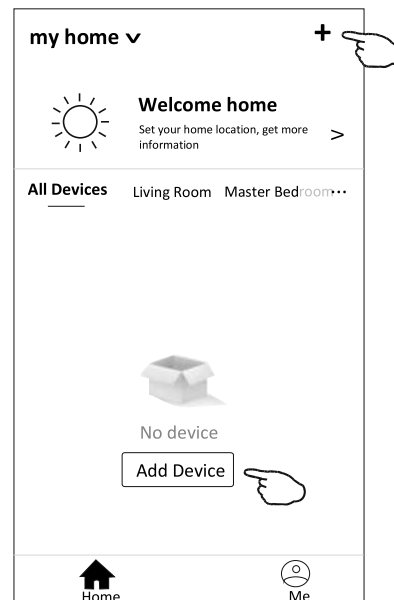 my home
+
Welcome home
Set your home location, get more
information
>
All Devices Living Room Master Bedroom...
No device
Add Device
Home Me